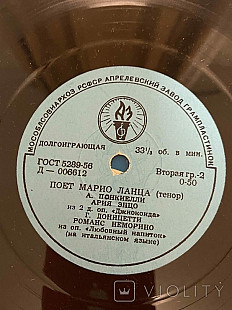 МОСОБЛСОВНАРХОЗ РСФСР АПРЕЛЕВСКИЙ ЗАВОД ГРАМПЛАСТИНОК
ДОЛГОИГРАЮЩАЯ
33⅓ об. в мин.
ГОСТ 5289-56
Д — 006612
Вторая гр.-2
0-50
ПОЕТ МАРИО ЛАНЦА (тенор)
А. ПОНКИЕЛЛИ
АРИЯ ЭНЦО
из 2 д. оп. «Джиоконда»
Г. ДОНИЦЕТТИ
РОМАНС НЕМОРИНО
из оп. «Любовный напиток»
(на итальянском языке)
VIOLITY